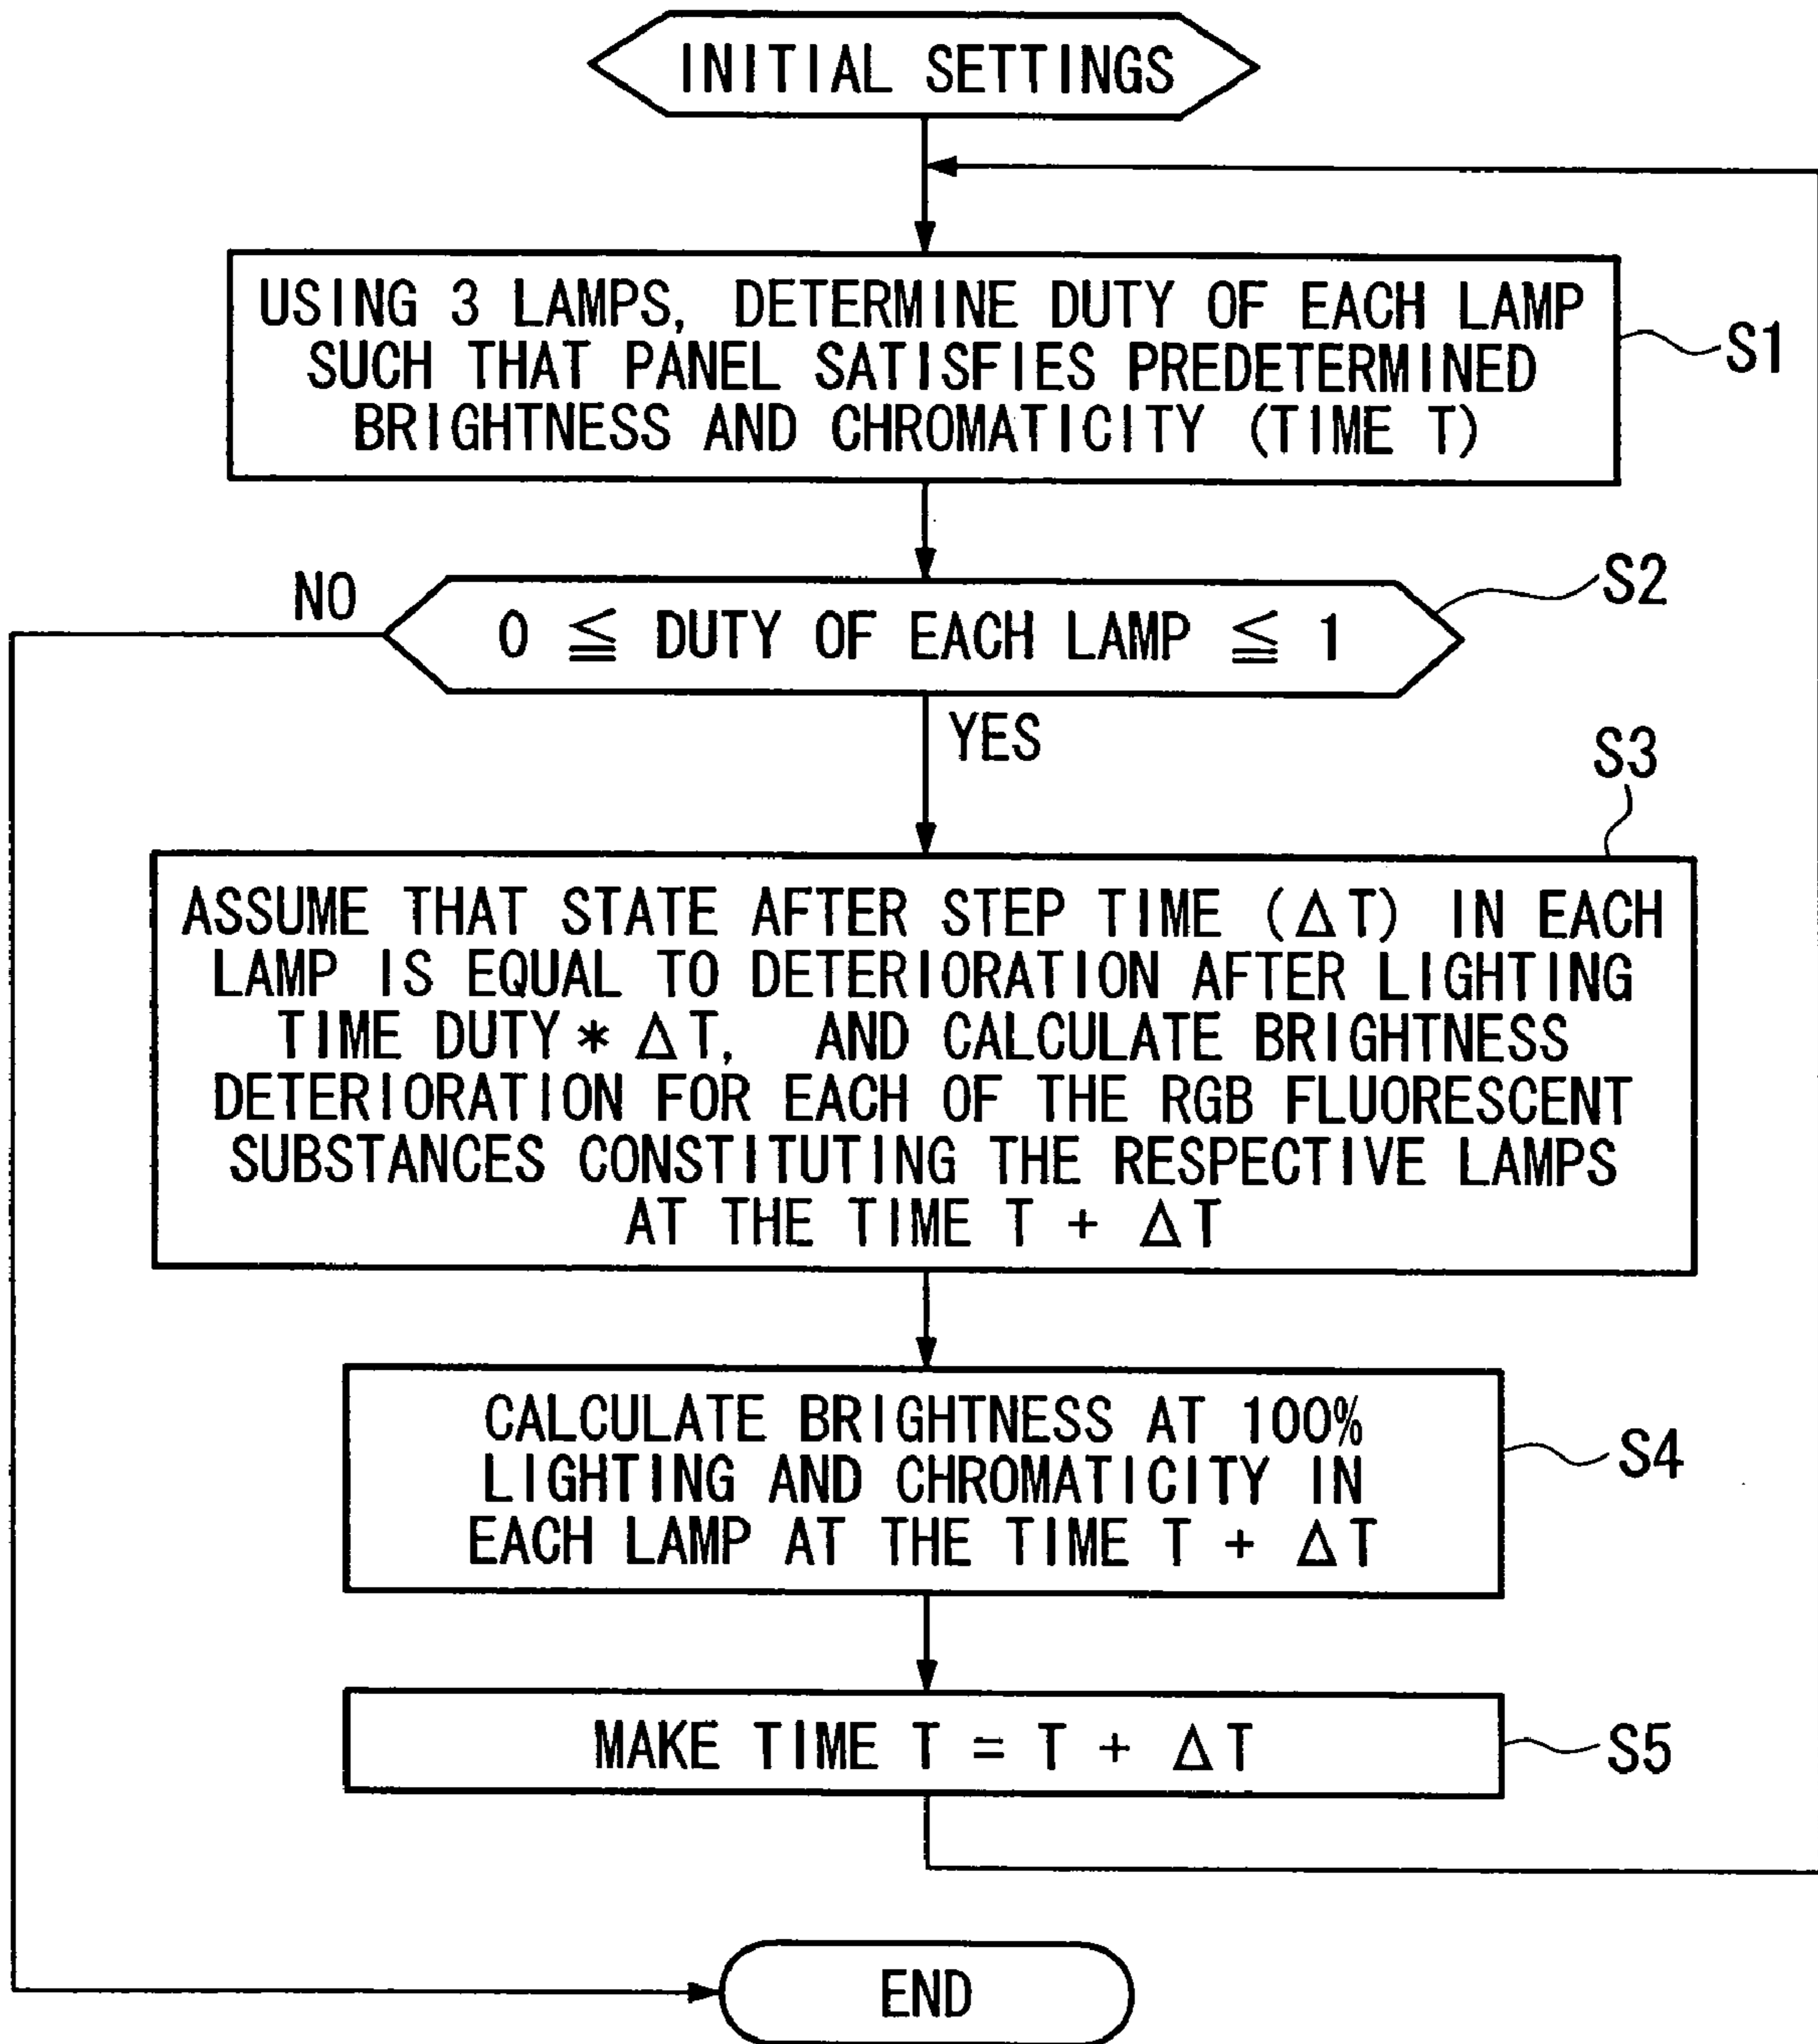 INITIAL SETTINGS
USING 3 LAMPS, DETERMINE DUTY OF EACH LAMP
SUCH THAT PANEL SATISFIES PREDETERMINED
BRIGHTNESS AND CHROMATICITY (TIME T)
S1
NO
0 ≦ DUTY OF EACH LAMP ≦ 1
S2
YES
S3
ASSUME THAT STATE AFTER STEP TIME (ΔT) IN EACH
LAMP IS EQUAL TO DETERIORATION AFTER LIGHTING
TIME DUTY * ΔT, AND CALCULATE BRIGHTNESS
DETERIORATION FOR EACH OF THE RGB FLUORESCENT
SUBSTANCES CONSTITUTING THE RESPECTIVE LAMPS
AT THE TIME T + ΔT
CALCULATE BRIGHTNESS AT 100%
LIGHTING AND CHROMATICITY IN
EACH LAMP AT THE TIME T + ΔT
S4
MAKE TIME T = T + ΔT
S5
END